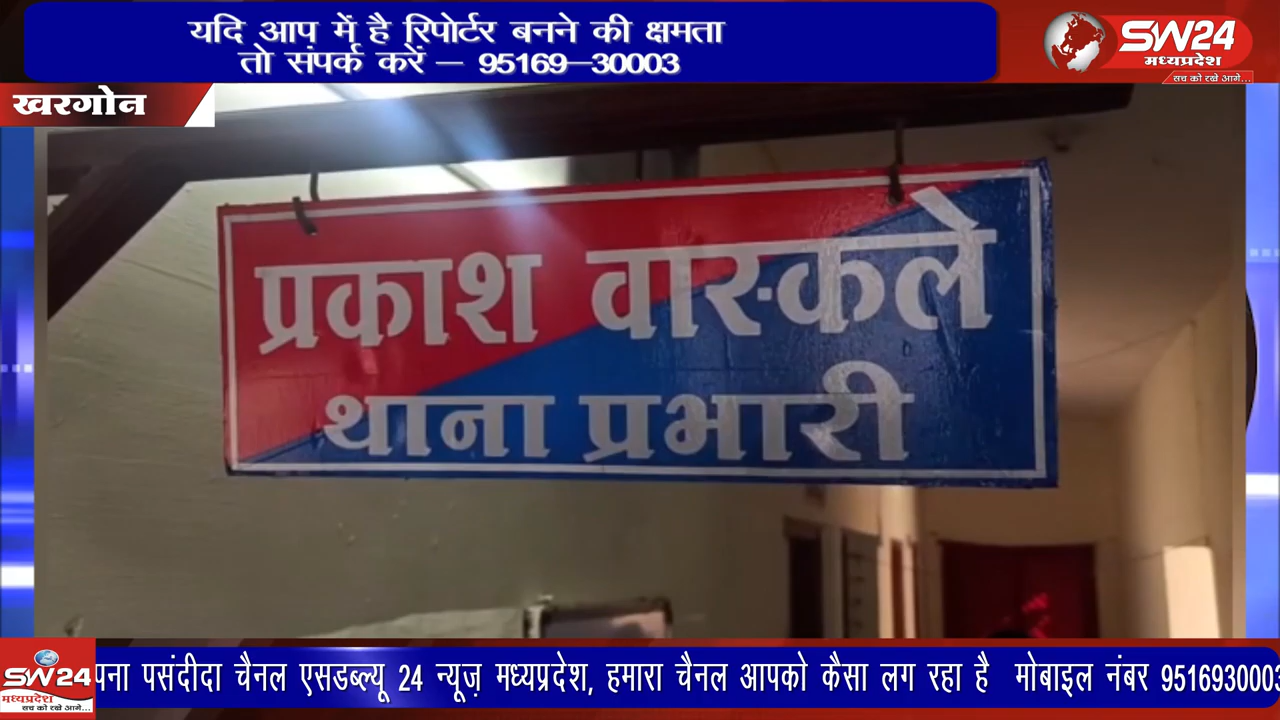 यदि आप में है रिपोर्टर बनने की क्षमता
तो संपर्क करें – 95169–30003
SW24
मध्यप्रदेश
सच को रखे आगे...
खरगोन
प्रकाश वास्कले
थाना प्रभारी
SW24
मध्यप्रदेश
सच को रखे आगे...
पना पसंदीदा चैनल एसडब्ल्यू 24 न्यूज़ मध्यप्रदेश, हमारा चैनल आपको कैसा लग रहा है मोबाइल नंबर 9516930003